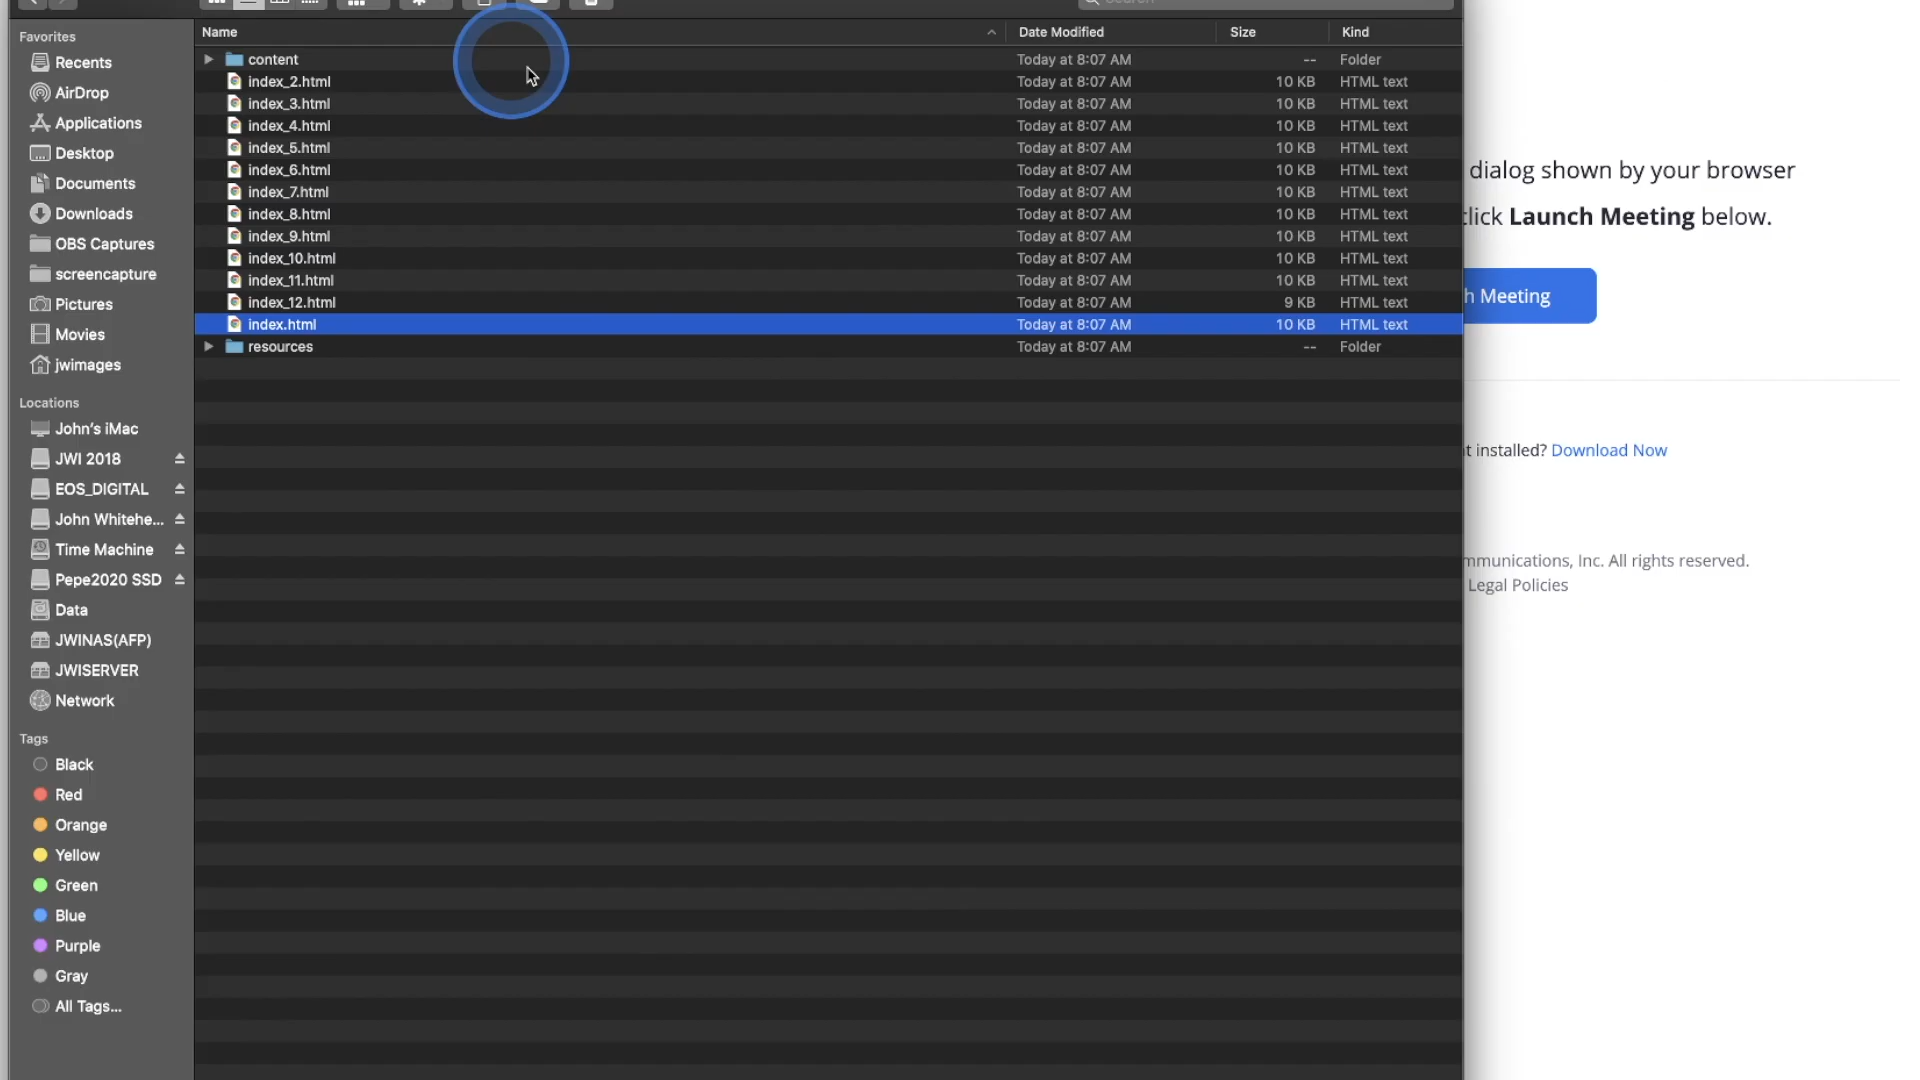 Favorites
Recents
AirDrop
Applications
Desktop
Documents
Downloads
OBS Captures
screencapture
Pictures
Movies
jwimages
Locations
John's iMac
JWI 2018
EOS_DIGITAL
John Whitehe...
Time Machine
Pepe2020 SSD
Data
JWINAS(AFP)
JWISERVER
Network
Tags
Black
Red
Orange
Yellow
Green
Blue
Purple
Gray
All Tags...
Name Date Modified Size Kind
content Today at 8:07 AM -- Folder
index_2.html Today at 8:07 AM 10 KB HTML text
index_3.html Today at 8:07 AM 10 KB HTML text
index_4.html Today at 8:07 AM 10 KB HTML text
index_5.html Today at 8:07 AM 10 KB HTML text
index_6.html Today at 8:07 AM 10 KB HTML text
index_7.html Today at 8:07 AM 10 KB HTML text
index_8.html Today at 8:07 AM 10 KB HTML text
index_9.html Today at 8:07 AM 10 KB HTML text
index_10.html Today at 8:07 AM 10 KB HTML text
index_11.html Today at 8:07 AM 10 KB HTML text
index_12.html Today at 8:07 AM 9 KB HTML text
index.html Today at 8:07 AM 10 KB HTML text
resources Today at 8:07 AM -- Folder
dialog shown by your browser
click Launch Meeting below.
h Meeting
t installed? Download Now
mmunications, Inc. All rights reserved.
Legal Policies